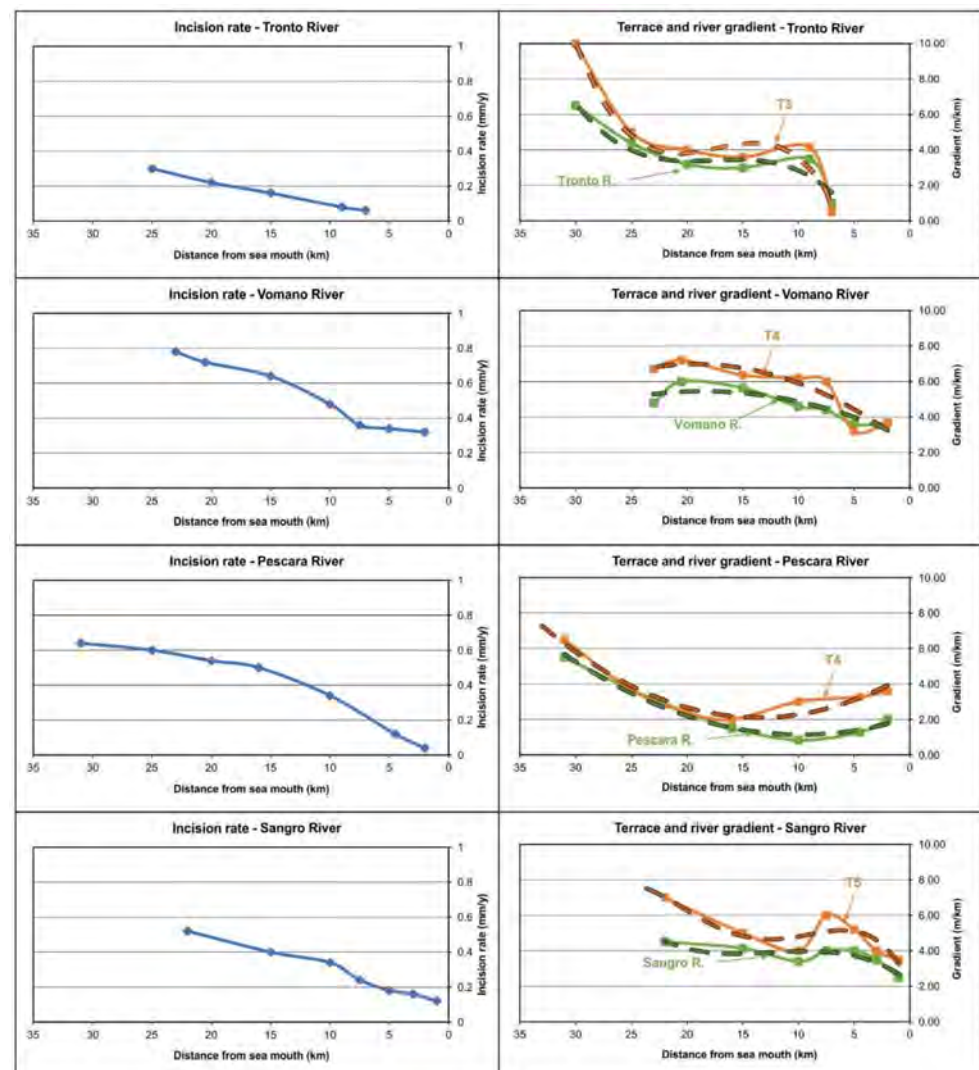 Incision rate - Tronto River
1
0.8
0.6
0.4
0.2
0
Incision rate (mm/y)
35 30 25 20 15 10 5 0
Distance from sea mouth (km)
Terrace and river gradient - Tronto River
10.00
8.00
6.00
4.00
2.00
0.00
Gradient (m/km)
T3
Tronto R.
35 30 25 20 15 10 5 0
Distance from sea mouth (km)
Incision rate - Vomano River
1
0.8
0.6
0.4
0.2
0
Incision rate (mm/y)
35 30 25 20 15 10 5 0
Distance from sea mouth (km)
Terrace and river gradient - Vomano River
10.00
8.00
6.00
4.00
2.00
0.00
Gradient (m/km)
T4
Vomano R.
35 30 25 20 15 10 5 0
Distance from sea mouth (km)
Incision rate - Pescara River
1
0.8
0.6
0.4
0.2
0
Incision rate (mm/y)
35 30 25 20 15 10 5 0
Distance from sea mouth (km)
Terrace and river gradient - Pescara River
10.00
8.00
6.00
4.00
2.00
0.00
Gradient (m/km)
T4
Pescara R.
35 30 25 20 15 10 5 0
Distance from sea mouth (km)
Incision rate - Sangro River
1
0.8
0.6
0.4
0.2
0
Incision rate (mm/y)
35 30 25 20 15 10 5 0
Distance from sea mouth (km)
Terrace and river gradient - Sangro River
10.00
8.00
6.00
4.00
2.00
0.00
Gradient (m/km)
T5
Sangro R.
35 30 25 20 15 10 5 0
Distance from sea mouth (km)